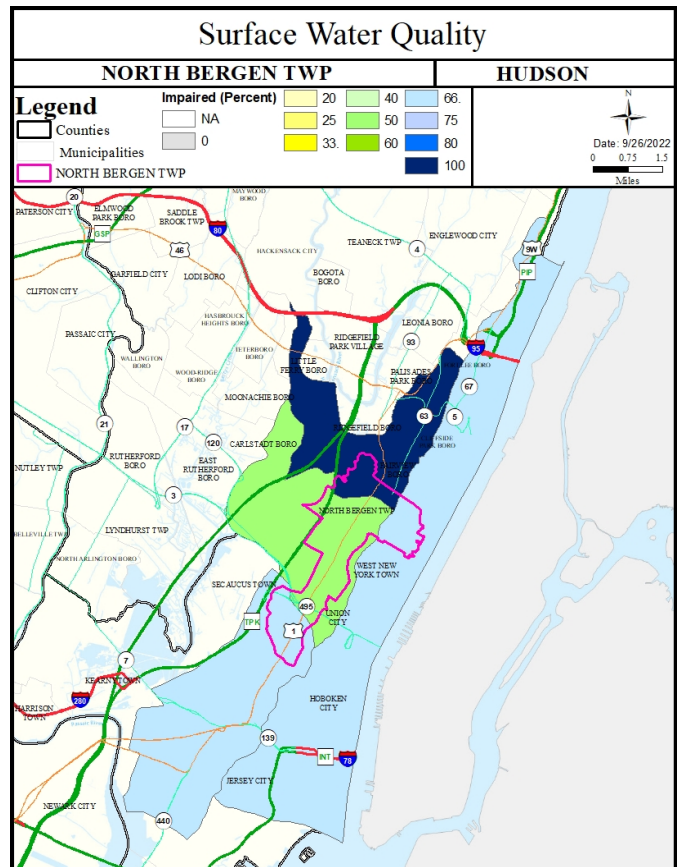 Surface Water Quality
NORTH BERGEN TWP
HUDSON
Legend
Counties
Municipalities
NORTH BERGEN TWP
Impaired (Percent)
NA
0
20
25
33.
40
50
60
66.
75
80
100
N
Date: 9/26/2022
0 0.75 1.5
Miles
MAYWOOD
BORO
20
PATERSON CITY
ELMWOOD
PARK BORO
SADDLE
BROOK TWP
80
GSP
46
HACKENSACK CITY
TEANECK TWP
4
ENGLEWOOD CITY
9W
PIP
GARFIELD CITY
LODI BORO
BOGOTA
BORO
CLIFTON CITY
HASBROUCK
HEIGHTS BORO
LEONIA BORO
PASSAIC CITY
RIDGEFIELD
PARK VILLAGE
93
95
WALLINGTON
BORO
TETERBORO
BORO
WOOD-RIDGE
BORO
LITTLE
FERRY BORO
PALISADES
PARK BORO
67
MOONACHIE BORO
63
5
21
17
120
CARLSTADT BORO
RIDGEFIELD BORO
PARK BORO
RUTHERFORD
BORO
EAST
RUTHERFORD
BORO
NUTLEY TWP
3
NORTH BERGEN TWP
LYNDHURST TWP
NORTH ARLINGTON BORO
WEST NEW
YORK TOWN
SECAUCUS TOWN
495
UNION
CITY
TPK
1
7
KEARNY TOWN
280
HARRISON
TOWN
HOBOKEN
CITY
139
INT
78
JERSEY CITY
NEWARK CITY
440